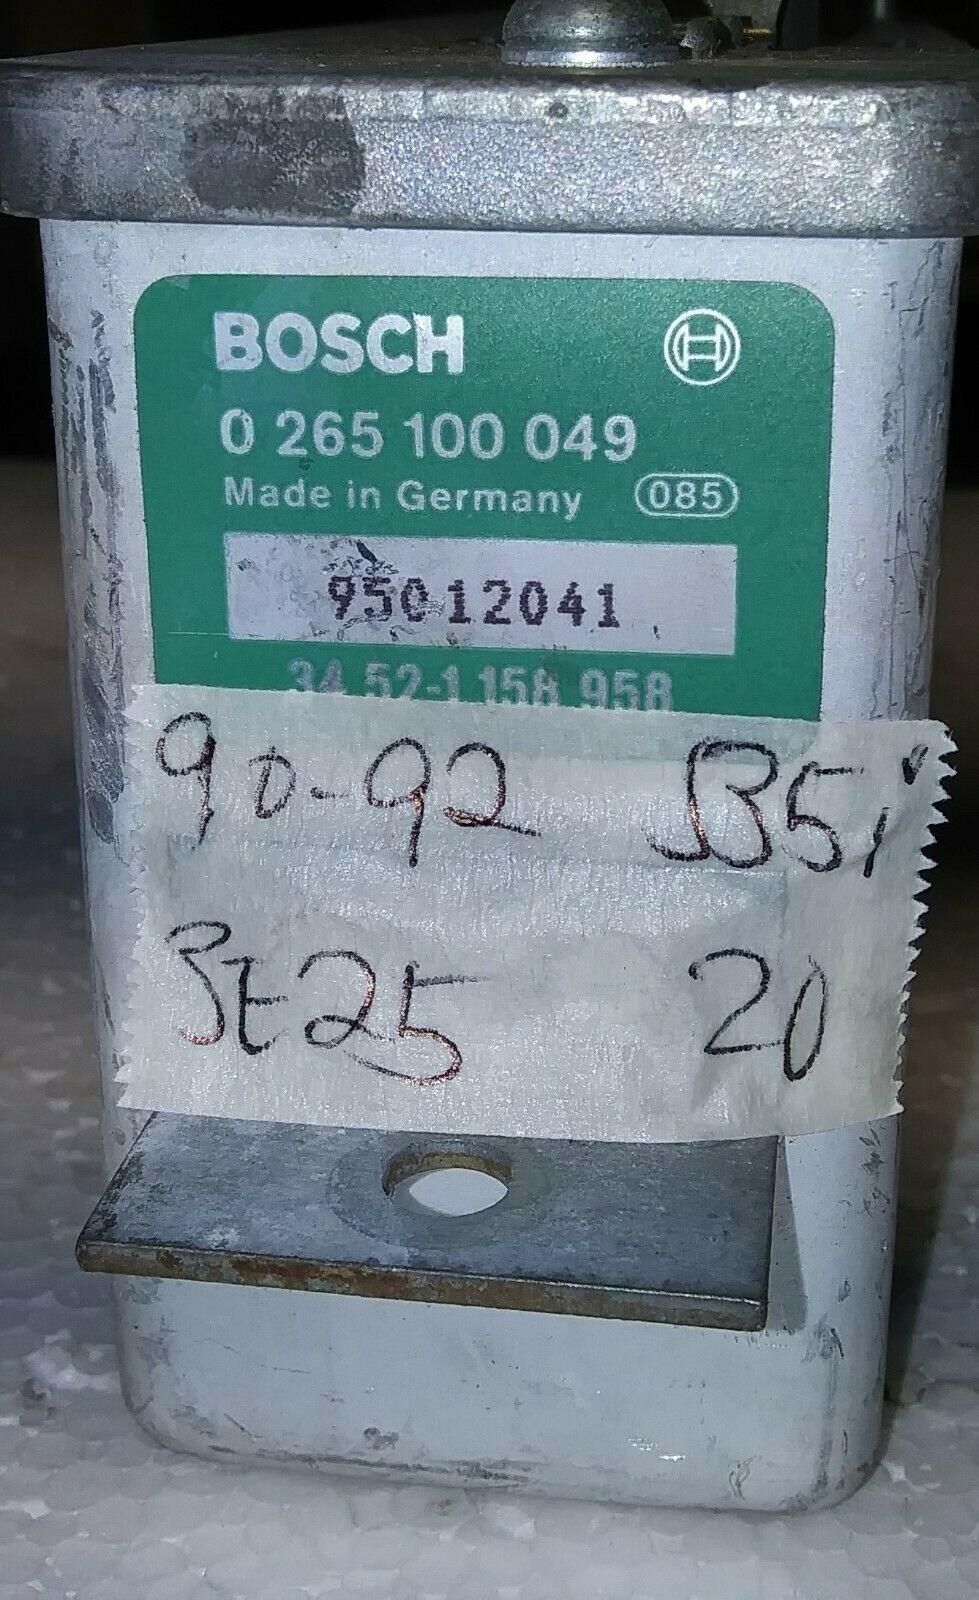 BOSCH
0 265 100 049
Made in Germany 085
95012041
34.52-1 158 958
90-92 535i
3E25 20